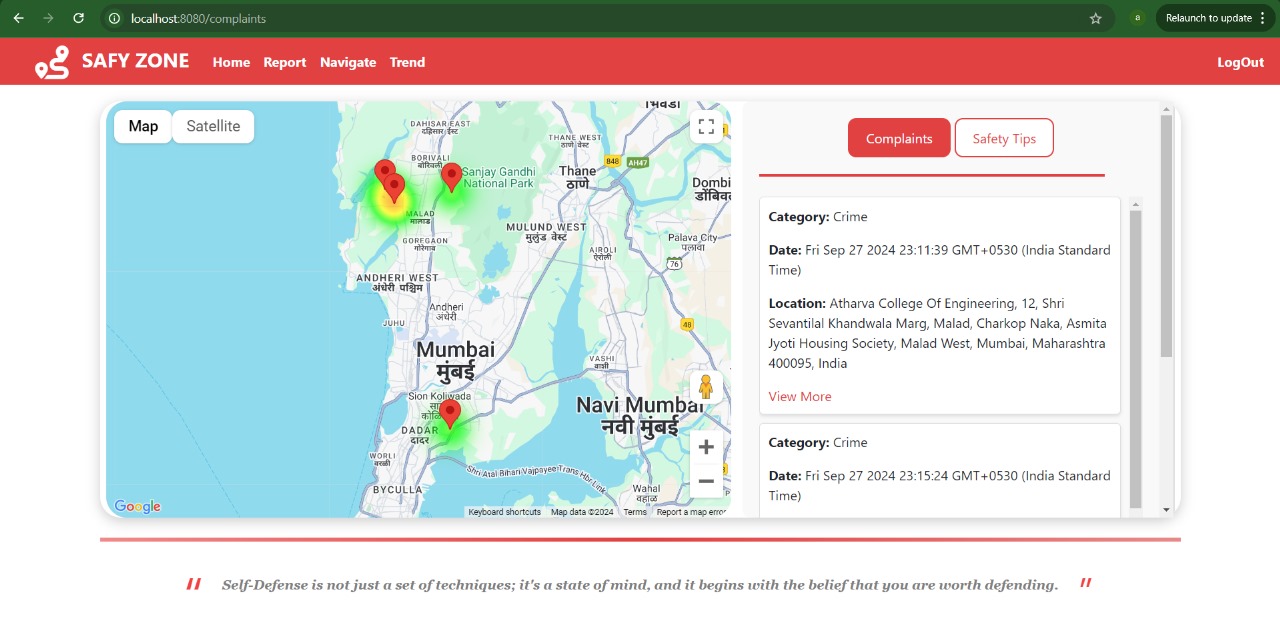 localhost:8080/complaints
a
Relaunch to update
SAFY ZONE
Home Report Navigate Trend
LogOut
Map Satellite
DAHISAR EAST
दहिसर ईस्ट
BORIVALI
बोरिवली
Sanjay Gandhi
National Park
THANE WEST
ठाणे वेस्ट
848 AH47
Thane
ठाणे
Dombi
डोंबिव
MALAD
मालाड
MULUND WEST
मुलुंड वेस्ट
GOREGAON
गोरेगाव
AIROLI
ऐरोली
Palava City
पलावा
76
ANDHERI WEST
अंधेरी पश्चिम
Andheri
अंधेरी
JUHU
48
Mumbai
मुंबई
VASHI
वाशी
Sion Koliwada
Navi Mumbai
नवी मुंबई
DADAR
दादर
WORLI
वरळी
Shri Atal Bihari Vajpayee Trans Hbr Link
BYCULLA
Wahal
वहाळ
Google
Keyboard shortcuts Map data ©2024 Terms Report a map error
Complaints Safety Tips
Category: Crime
Date: Fri Sep 27 2024 23:11:39 GMT+0530 (India Standard
Time)
Location: Atharva College Of Engineering, 12, Shri
Sevantilal Khandwala Marg, Malad, Charkop Naka, Asmita
Jyoti Housing Society, Malad West, Mumbai, Maharashtra
400095, India
View More
Category: Crime
Date: Fri Sep 27 2024 23:15:24 GMT+0530 (India Standard
Time)
" Self-Defense is not just a set of techniques; it's a state of mind, and it begins with the belief that you are worth defending. "